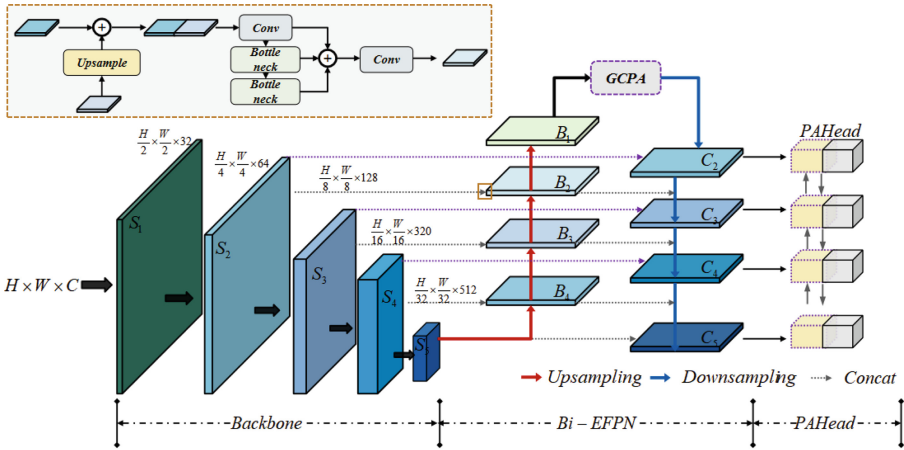 Conv
Upsample
Bottle
neck
Conv
Bottle
neck
GCPA
B1
PAHead
H/2 × W/2 × 32
H/4 × W/4 × 64
H/8 × W/8 × 128
H/16 × W/16 × 320
H/32 × W/32 × 512
S1
S2
S3
S4
S5
H × W × C
B2
B3
B4
C2
C3
C4
C5
Upsampling
Downsampling
Concat
Backbone
Bi − EFPN
PAHead